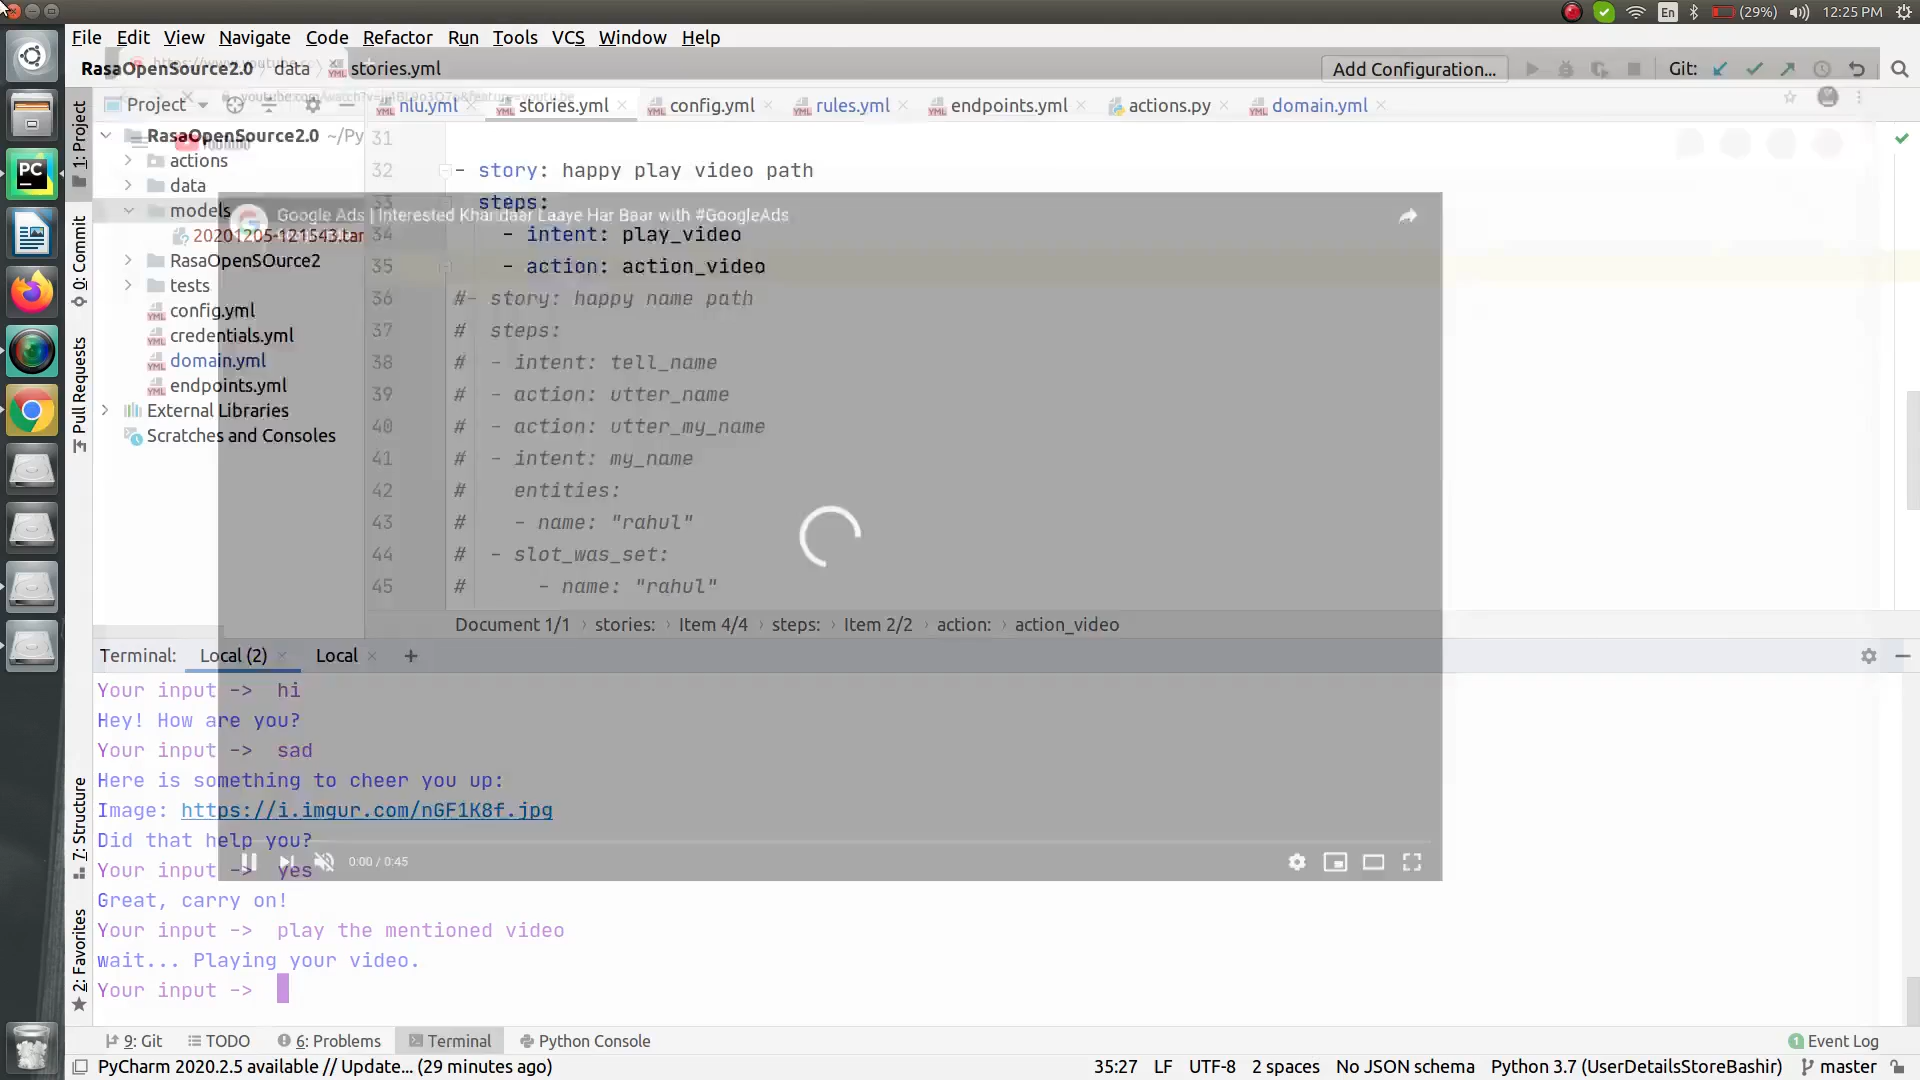 En
(29%)
12:25 PM
File Edit View Navigate Code Refactor Run Tools VCS Window Help
RasaOpenSource2.0 data stories.yml
Add Configuration...
Git:
Project
nlu.yml stories.yml config.yml rules.yml endpoints.yml actions.py domain.yml
RasaOpenSource2.0 ~/Py
actions
data
models
20201205-121543.tar
RasaOpenSOurce2
tests
config.yml
credentials.yml
domain.yml
endpoints.yml
External Libraries
Scratches and Consoles
1: Project
0: Commit
Pull Requests
7: Structure
2: Favorites
31
32 - story: happy play video path
33 steps:
Google Ads | Interested Kharidaar Laaye Har Baar with #GoogleAds
34 - intent: play_video
35 - action: action_video
36 #- story: happy name path
37 # steps:
38 # - intent: tell_name
39 # - action: utter_name
40 # - action: utter_my_name
41 # - intent: my_name
42 # entities:
43 # - name: "rahul"
44 # - slot_was_set:
45 # - name: "rahul"
Document 1/1 › stories: › Item 4/4 › steps: › Item 2/2 › action: › action_video
Terminal: Local (2) Local +
Your input -> hi
Hey! How are you?
Your input -> sad
Here is something to cheer you up:
Image: https://i.imgur.com/nGF1K8f.jpg
Did that help you?
0:00 / 0:45
Your input -> yes
Great, carry on!
Your input -> play the mentioned video
wait... Playing your video.
Your input ->
9: Git TODO 6: Problems Terminal Python Console
1 Event Log
PyCharm 2020.2.5 available // Update... (29 minutes ago)
35:27 LF UTF-8 2 spaces No JSON schema Python 3.7 (UserDetailsStoreBashir) master